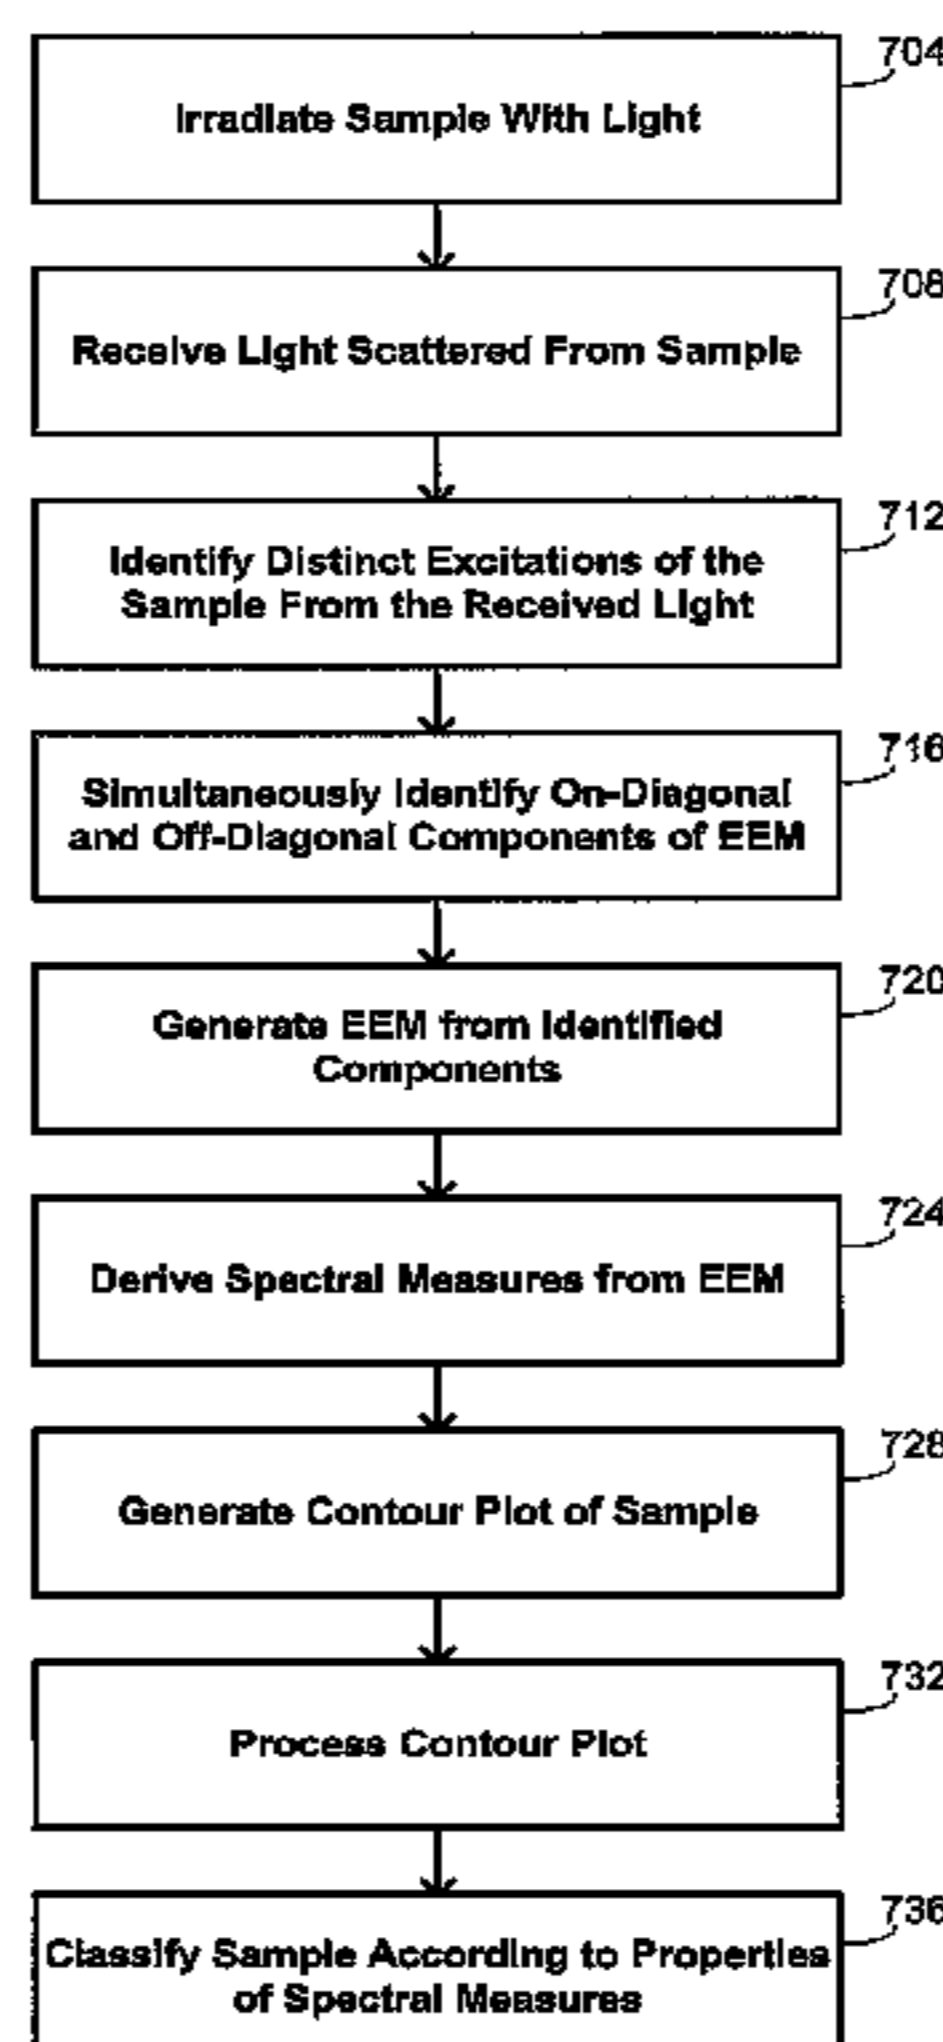 704
Irradiate Sample With Light
708
Receive Light Scattered From Sample
712
Identify Distinct Excitations of the
Sample From the Received Light
716
Simultaneously Identify On-Diagonal
and Off-Diagonal Components of EEM
720
Generate EEM from Identified
Components
724
Derive Spectral Measures from EEM
728
Generate Contour Plot of Sample
732
Process Contour Plot
736
Classify Sample According to Properties
of Spectral Measures